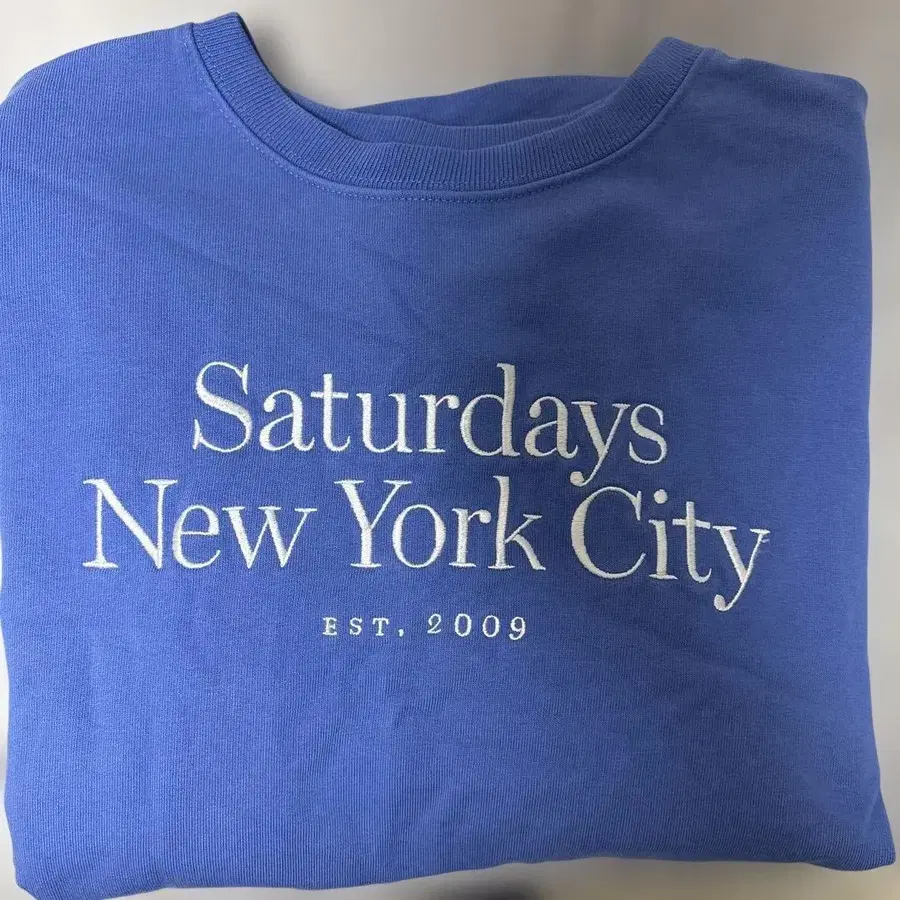 Saturdays
New York City
EST. 2009